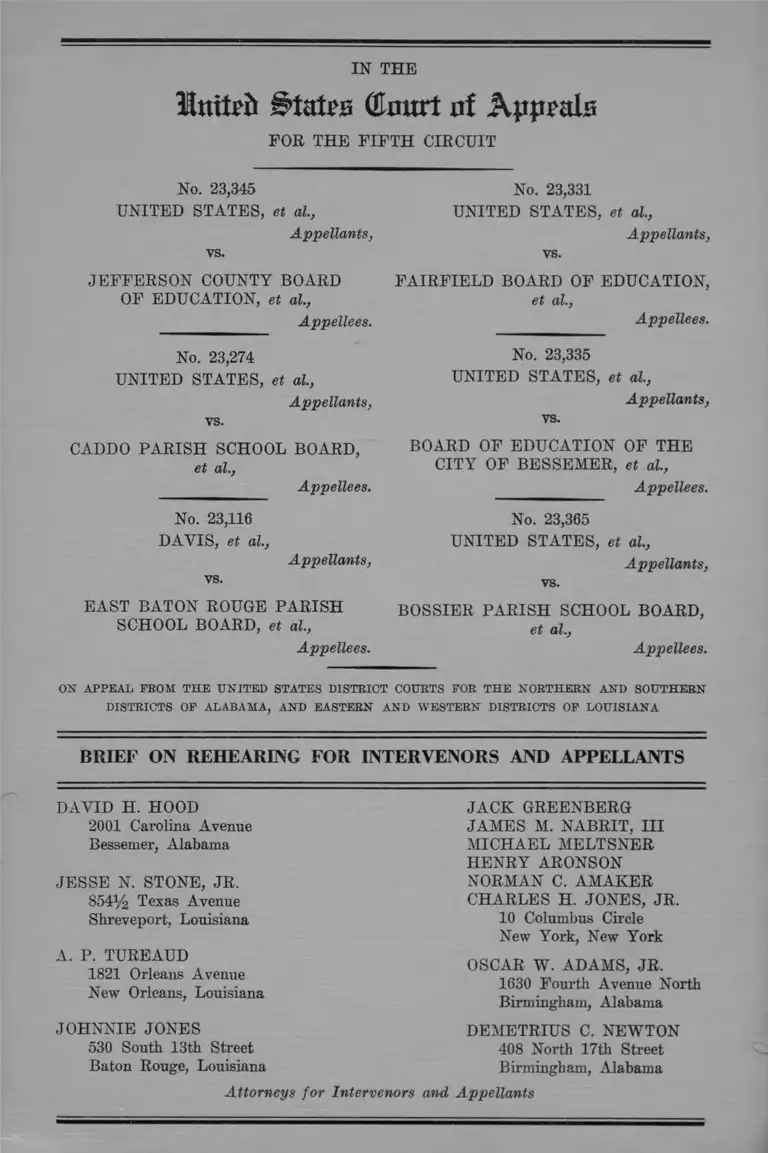 IN THE
United States Court of Appeals
FOR THE FIFTH CIRCUIT
No. 23,345
UNITED STATES, et al.,
Appellants,
vs.
JEFFERSON COUNTY BOARD
OF EDUCATION, et al.,
Appellees.
No. 23,331
UNITED STATES, et al.,
Appellants,
vs.
FAIRFIELD BOARD OF EDUCATION,
et al.,
Appellees.
No. 23,274
UNITED STATES, et al.,
Appellants,
vs.
CADDO PARISH SCHOOL BOARD,
et al.,
Appellees.
No. 23,335
UNITED STATES, et al.,
Appellants,
vs.
BOARD OF EDUCATION OF THE
CITY OF BESSEMER, et al.,
Appellees.
No. 23,116
DAVIS, et al.,
Appellants,
vs.
EAST BATON ROUGE PARISH
SCHOOL BOARD, et al.,
Appellees.
No. 23,365
UNITED STATES, et al.,
Appellants,
vs.
BOSSIER PARISH SCHOOL BOARD,
et al.,
Appellees.
ON APPEAL FROM THE UNITED STATES DISTRICT COURTS FOR THE NORTHERN AND SOUTHERN
DISTRICTS OF ALABAMA, AND EASTERN AND WESTERN DISTRICTS OF LOUISIANA
BRIEF ON REHEARING FOR INTERVENORS AND APPELLANTS
DAVID H. HOOD
2001 Carolina Avenue
Bessemer, Alabama
JESSE N. STONE, JR.
854½ Texas Avenue
Shreveport, Louisiana
A. P. TUREAUD
1821 Orleans Avenue
New Orleans, Louisiana
JOHNNIE JONES
530 South 13th Street
Baton Rouge, Louisiana
JACK GREENBERG
JAMES M. NABRIT, III
MICHAEL MELTSNER
HENRY ARONSON
NORMAN C. AMAKER
CHARLES H. JONES, JR.
10 Columbus Circle
New York, New York
OSCAR W. ADAMS, JR.
1630 Fourth Avenue North
Birmingham, Alabama
DEMETRIUS C. NEWTON
408 North 17th Street
Birmingham, Alabama
Attorneys for Intervenors and Appellants